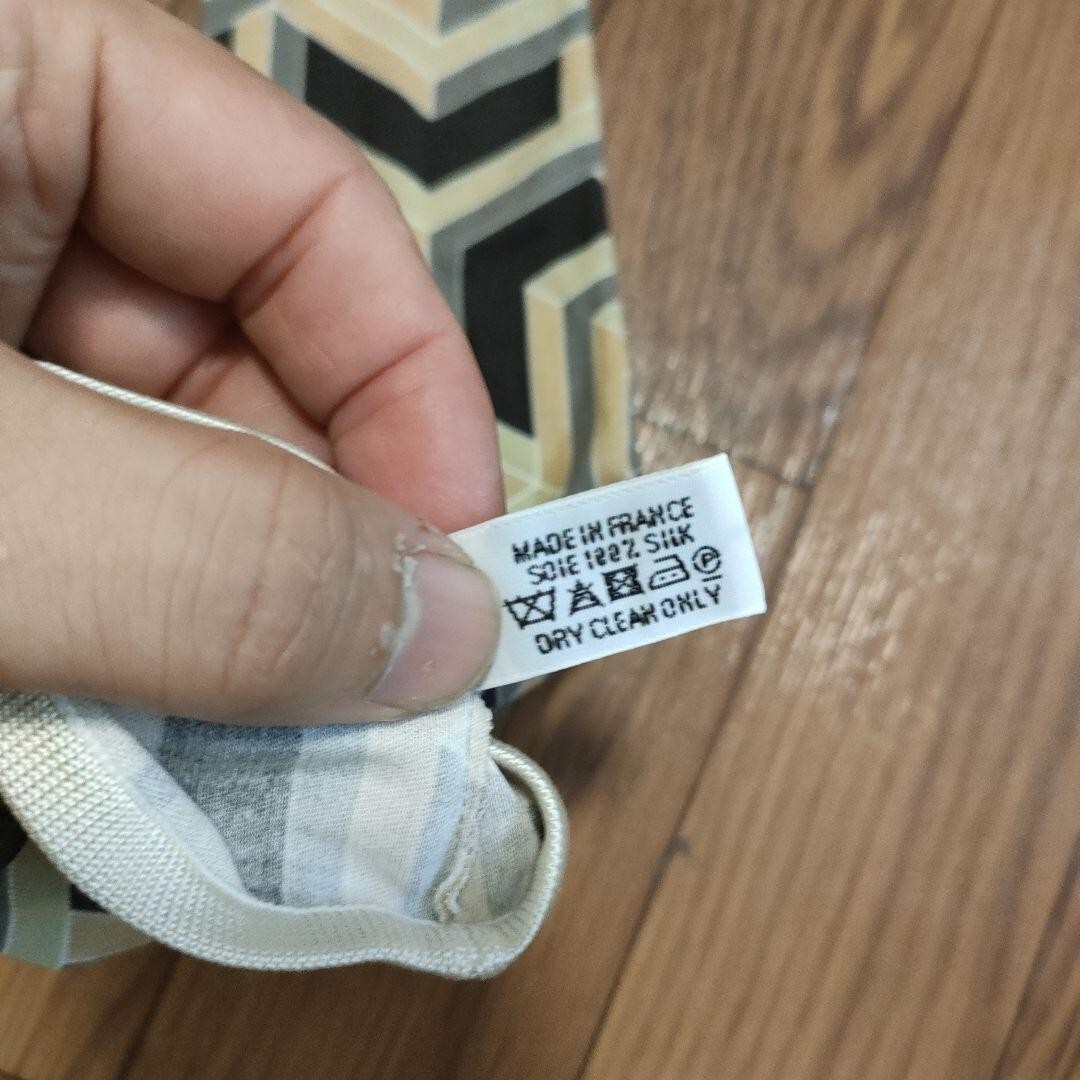 MADE IN FRANCE
SOIE 100% SILK
P
DRY CLEAN ONLY